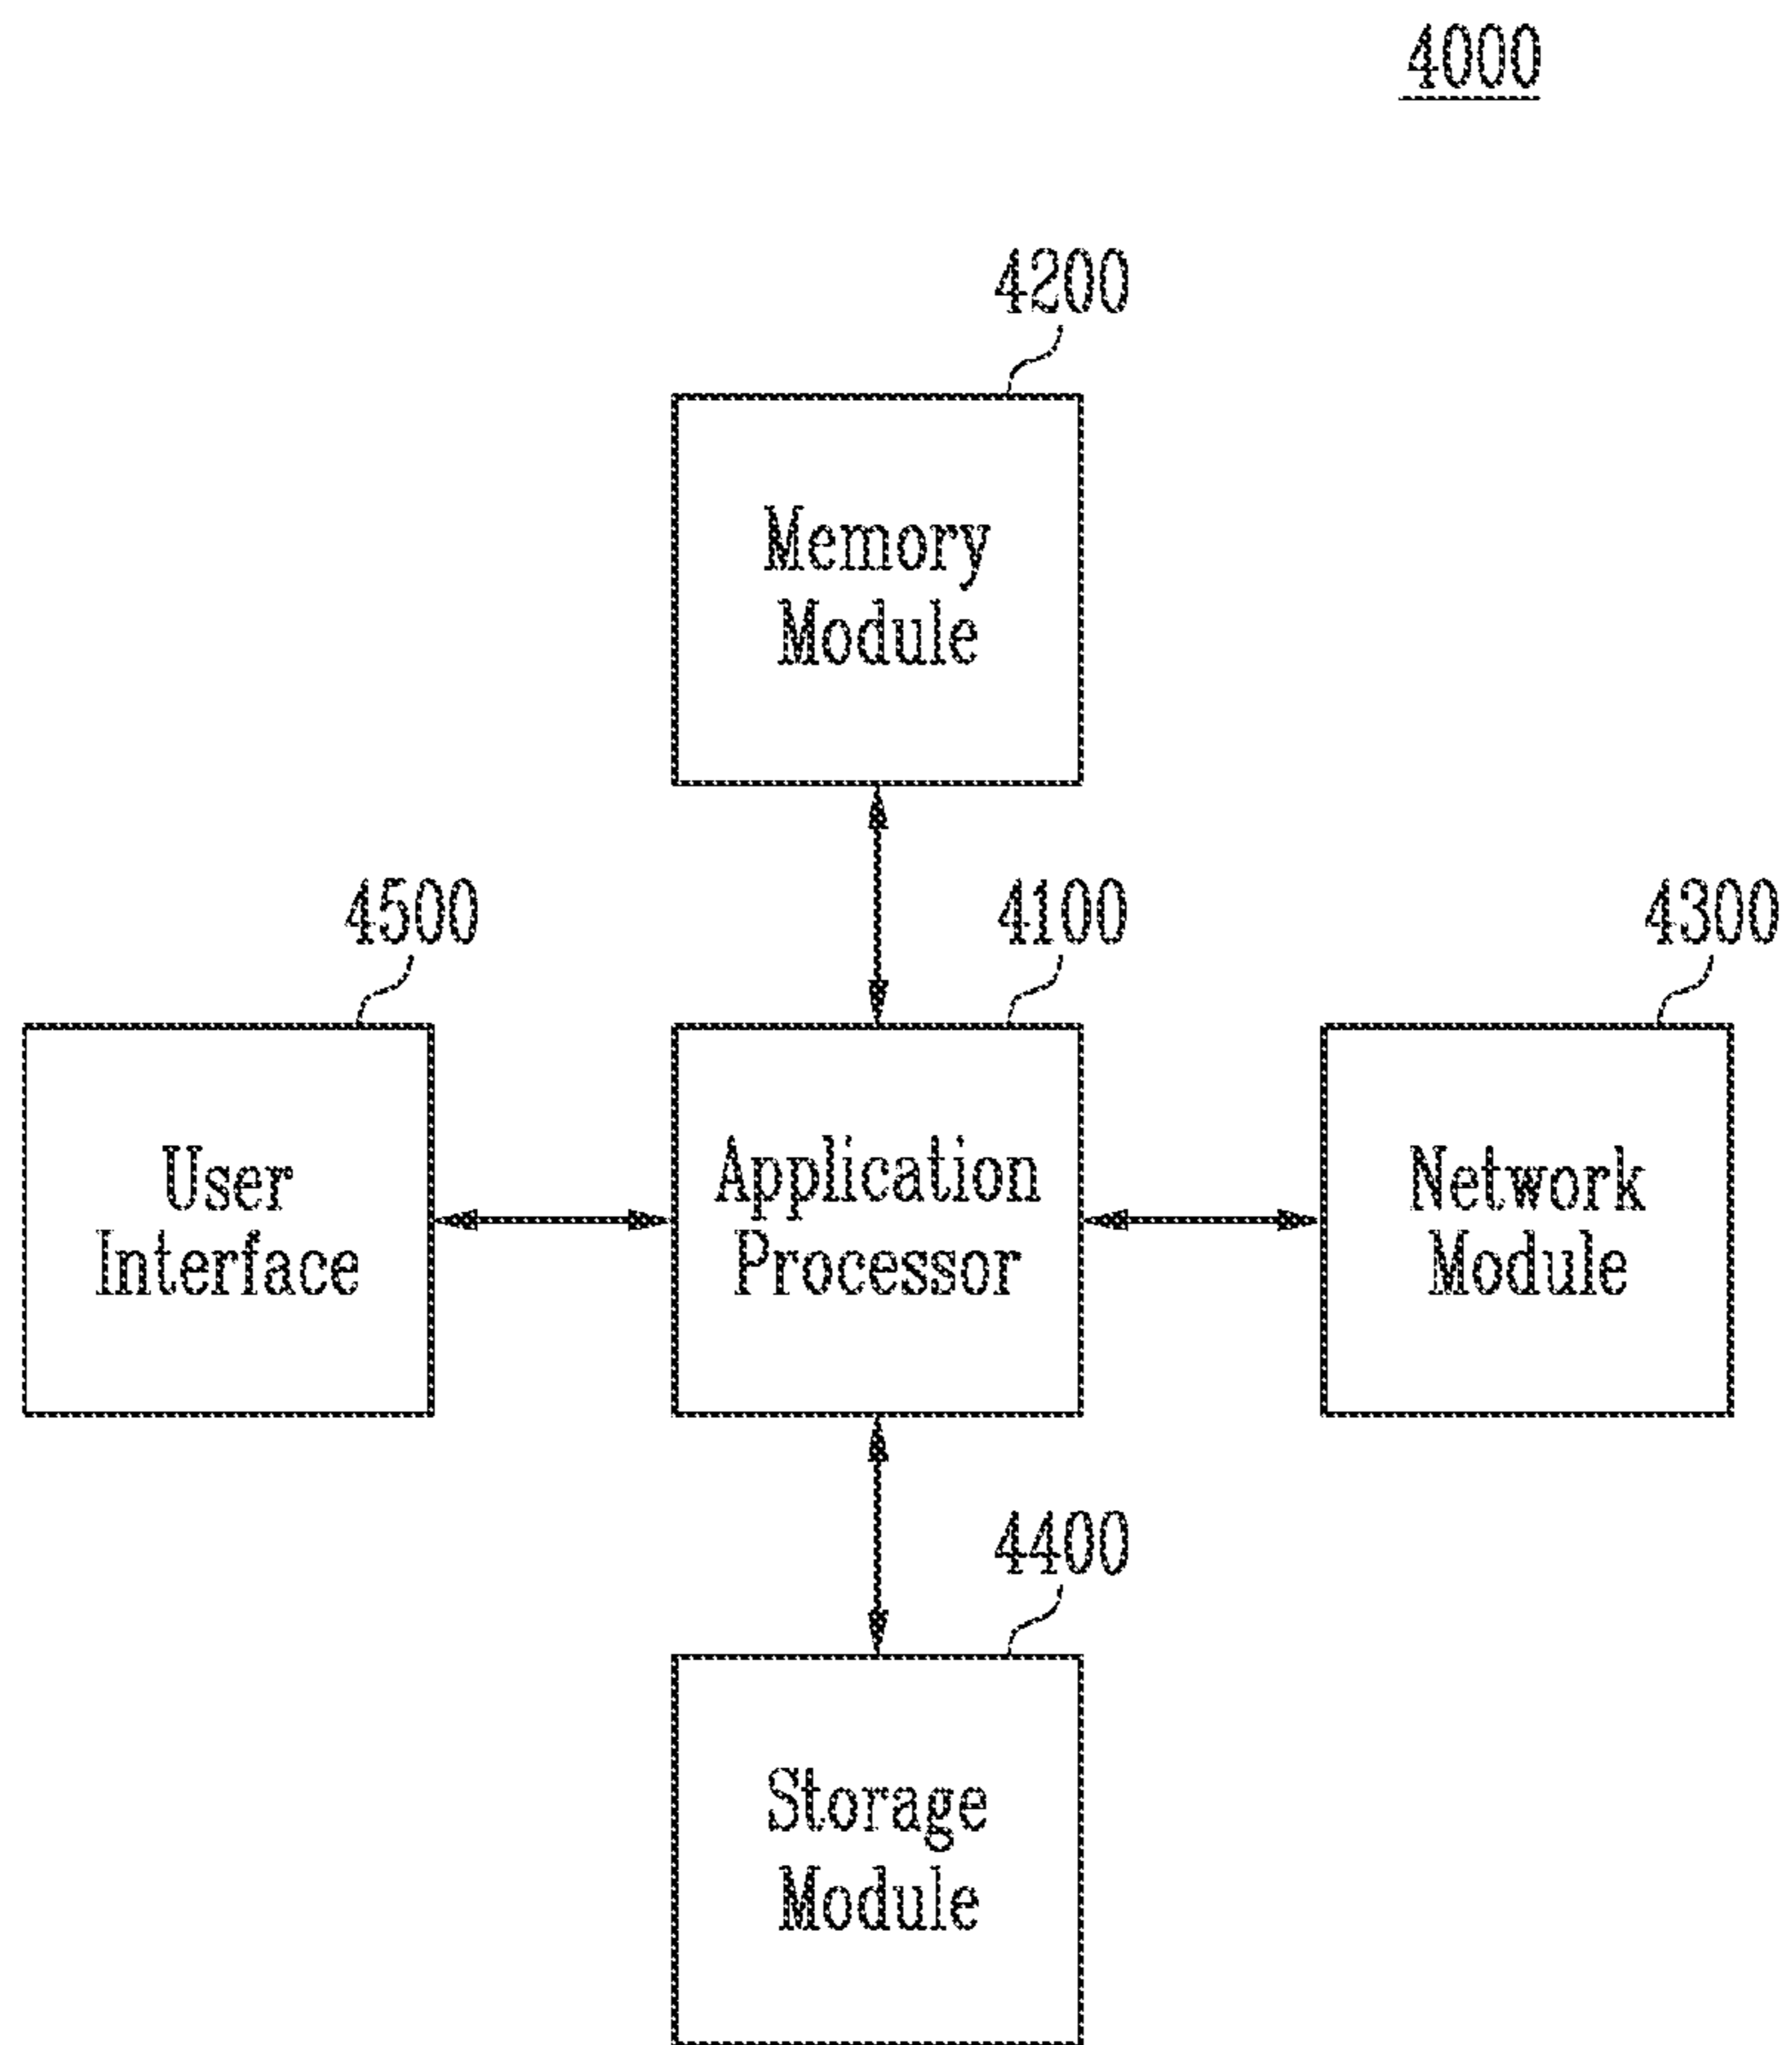 4000
4200
Memory
Module
4500
4100
4300
User
Interface
Application
Processor
Network
Module
4400
Storage
Module